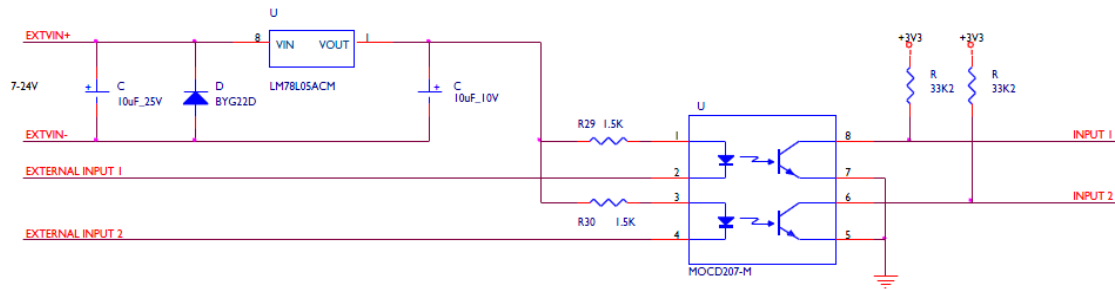 U
EXTVIN+
8
VIN
VOUT
1
+3V3
+3V3
7-24V
C
10uF_25V
D
BYG22D
LM78L05ACM
+
C
10uF_10V
+
R
33K2
R
33K2
U
EXTVIN-
R29
1.5K
1
8
INPUT 1
EXTERNAL INPUT 1
2
7
3
6
INPUT 2
R30
1.5K
EXTERNAL INPUT 2
4
5
MOCD207-M